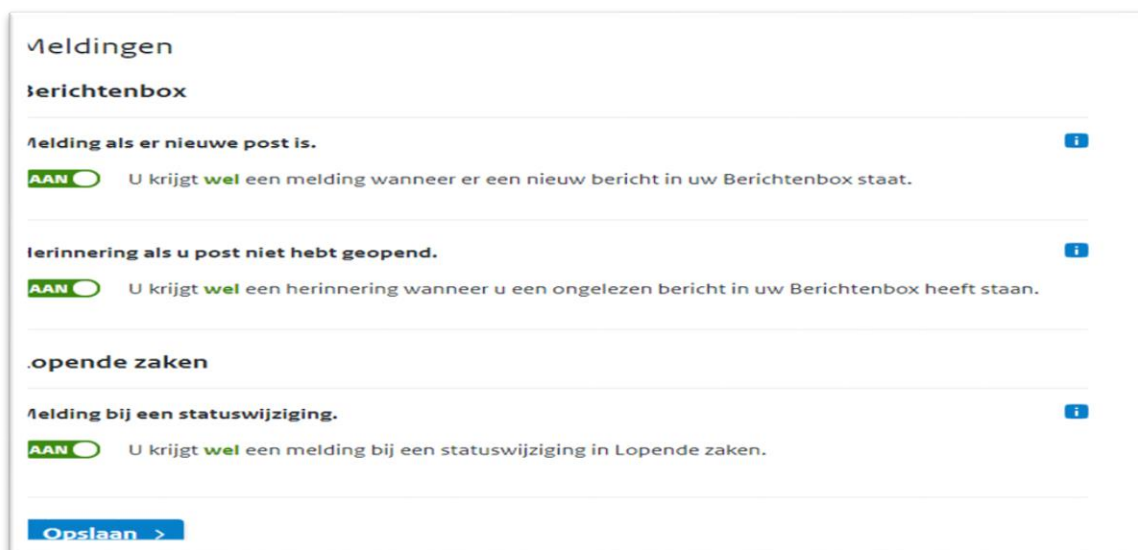 Meldingen
Berichtenbox
Melding als er nieuwe post is.
i
AAN U krijgt wel een melding wanneer er een nieuw bericht in uw Berichtenbox staat.
Herinnering als u post niet hebt geopend.
i
AAN U krijgt wel een herinnering wanneer u een ongelezen bericht in uw Berichtenbox heeft staan.
Lopende zaken
Melding bij een statuswijziging.
i
AAN U krijgt wel een melding bij een statuswijziging in Lopende zaken.
Opslaan >